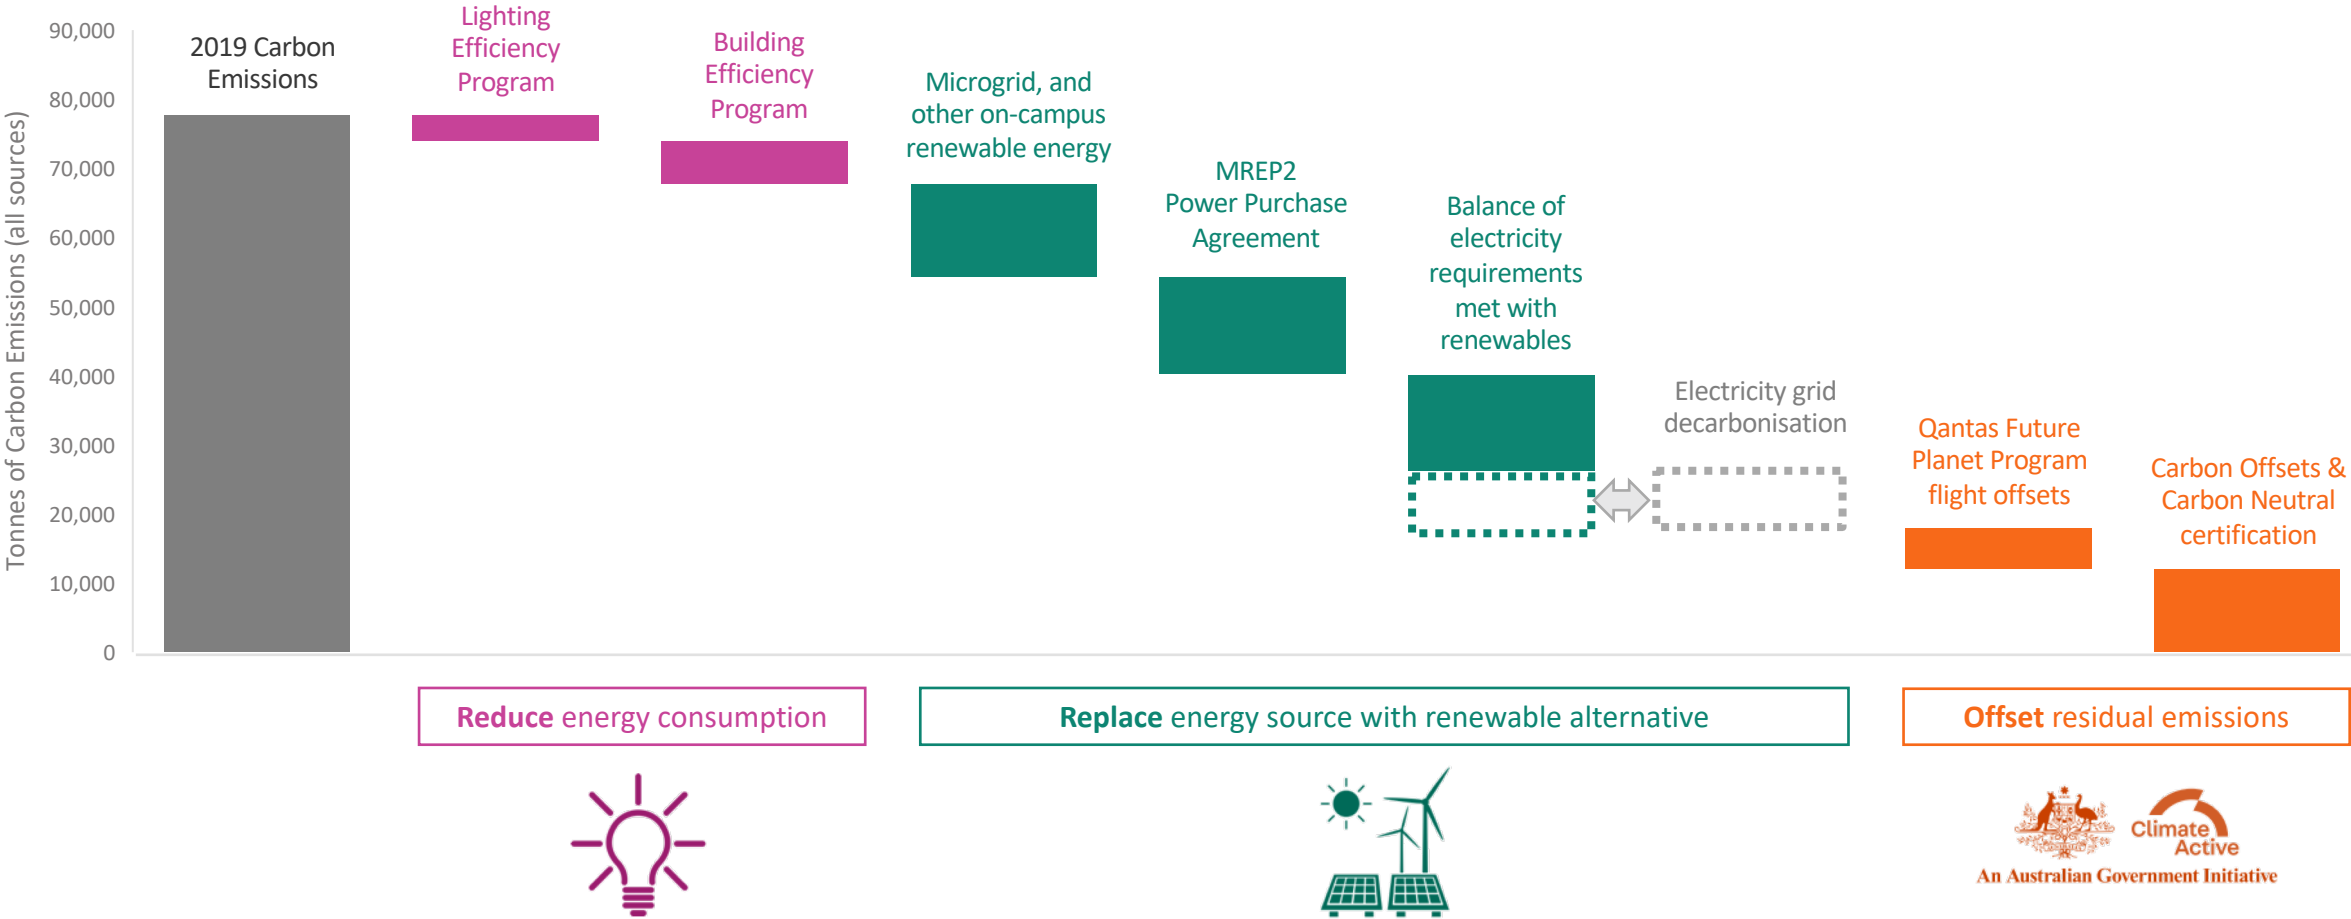 Tonnes of Carbon Emissions (all sources)
90,000
80,000
70,000
60,000
50,000
40,000
30,000
20,000
10,000
0
2019 Carbon
Emissions
Lighting
Efficiency
Program
Building
Efficiency
Program
Microgrid, and
other on-campus
renewable energy
MREP2
Power Purchase
Agreement
Balance of
electricity
requirements
met with
renewables
Electricity grid
decarbonisation
Qantas Future
Planet Program
flight offsets
Carbon Offsets &
Carbon Neutral
certification
Reduce energy consumption
Replace energy source with renewable alternative
Offset residual emissions
Climate
Active
An Australian Government Initiative